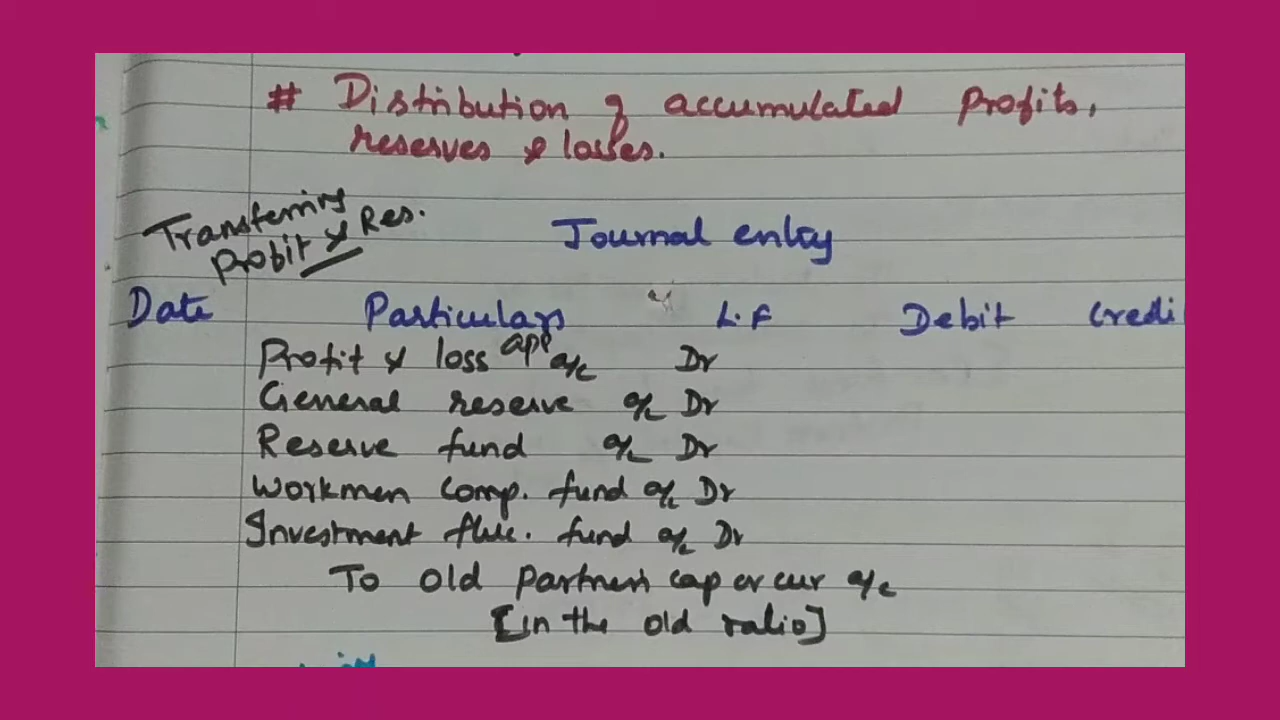 # Distribution of accumulated Profits,
reserves & losses.
Transferring
Profit & Res.
Journal entry
Date Particulars L.F Debit Credi
Profit & loss app a/c Dr
General reserve a/c Dr
Reserve fund a/c Dr
Workmen comp. fund a/c Dr
Investment fluc. fund a/c Dr
To old partner's cap or cur a/c
[in the old ratio]